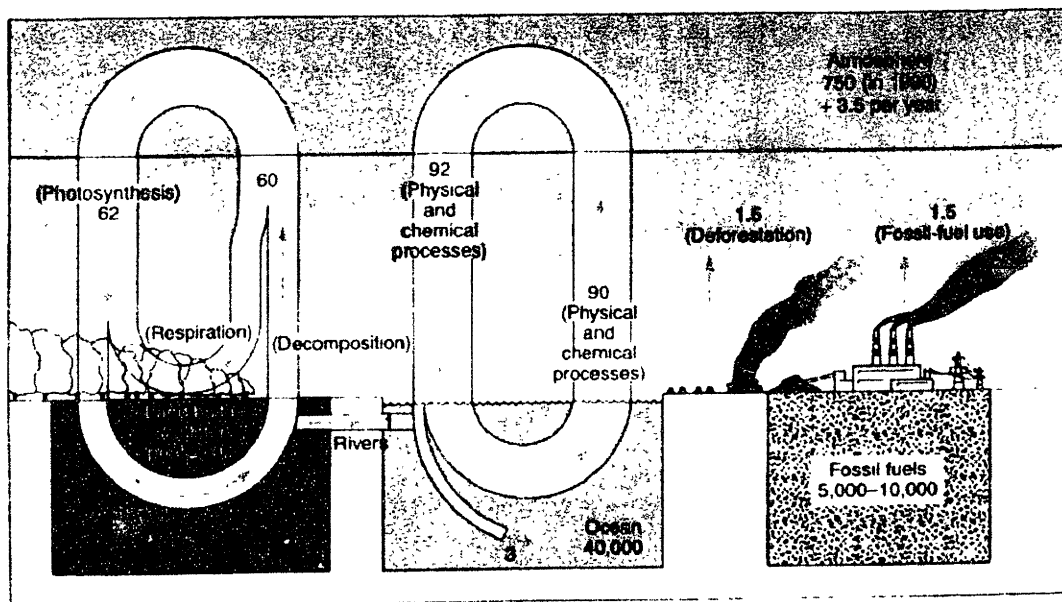 Atmosphere
750 (in 1990)
+ 3.5 per year
(Photosynthesis)
62
60
(Respiration)
(Decomposition)
92
(Physical
and
chemical
processes)
90
(Physical
and
chemical
processes)
1.5
(Deforestation)
1.5
(Fossil-fuel use)
Rivers
3
Ocean
40,000
Fossil fuels
5,000–10,000